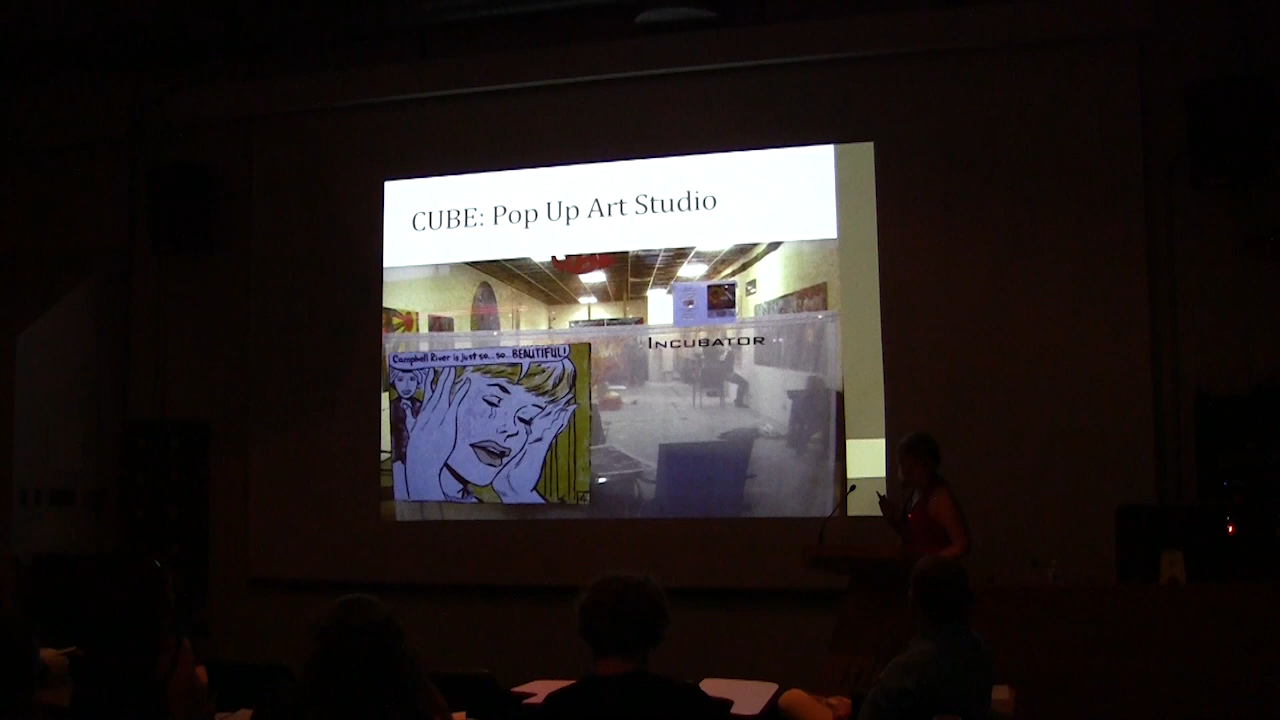 CUBE: Pop Up Art Studio
INCUBATOR
Campbell River is just so... so... BEAUTIFUL!